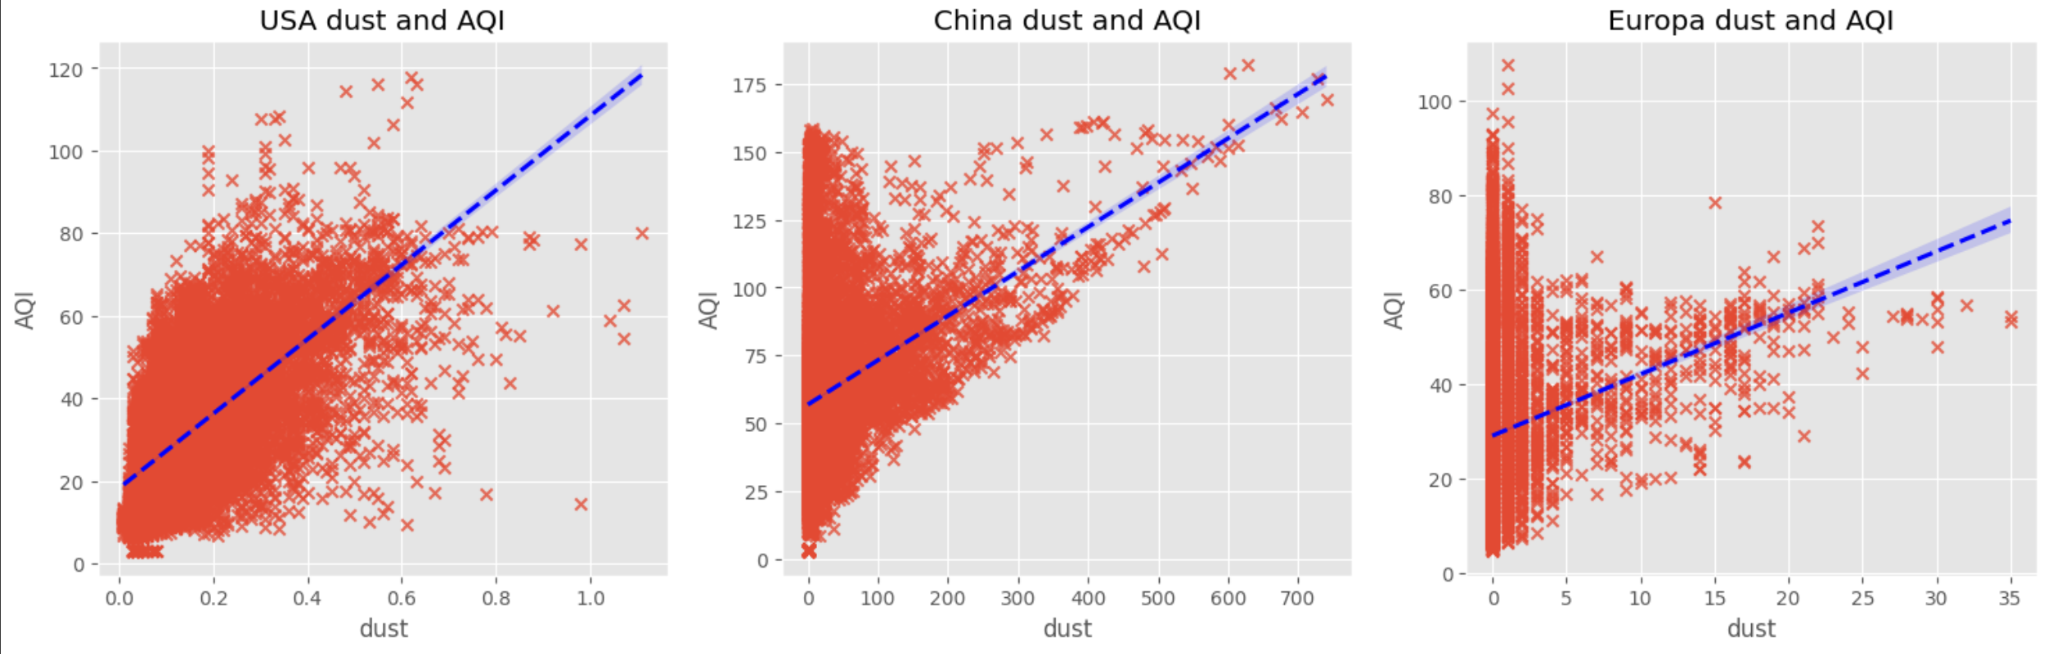 USA dust and AQI
120
100
80
60
40
20
0
AQI
0.0 0.2 0.4 0.6 0.8 1.0
dust
China dust and AQI
175
150
125
100
75
50
25
0
AQI
0 100 200 300 400 500 600 700
dust
Europa dust and AQI
100
80
60
40
20
0
AQI
0 5 10 15 20 25 30 35
dust